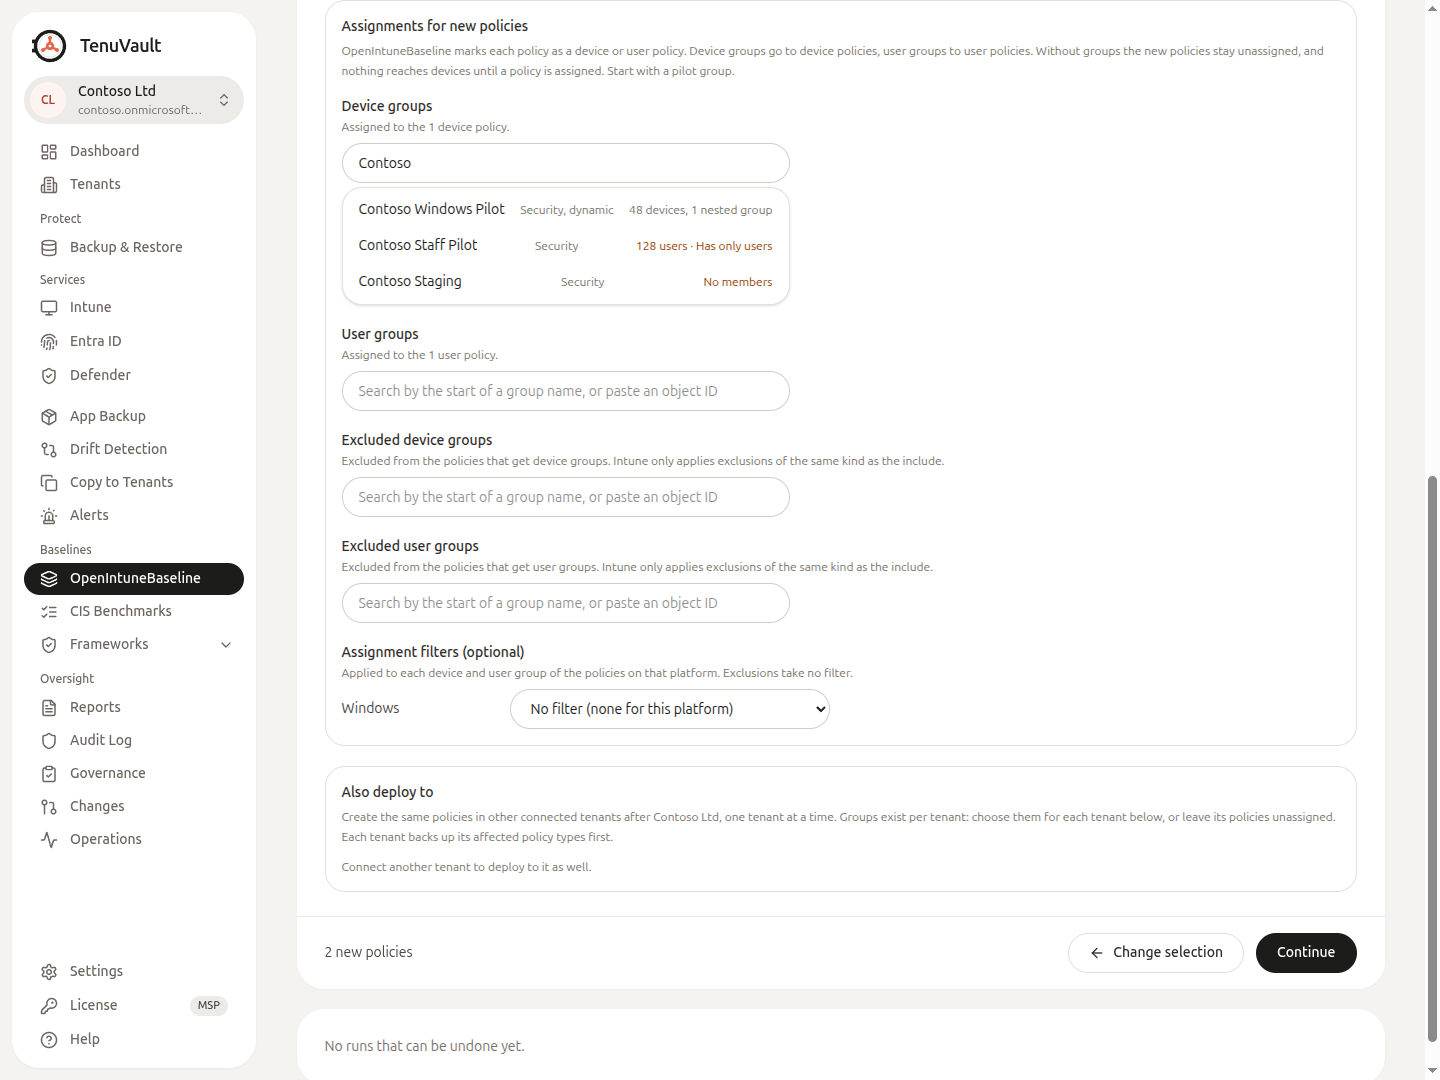 TenuVault
CL
Contoso Ltd
contoso.onmicrosoft...
Dashboard
Tenants
Protect
Backup & Restore
Services
Intune
Entra ID
Defender
App Backup
Drift Detection
Copy to Tenants
Alerts
Baselines
OpenIntuneBaseline
CIS Benchmarks
Frameworks
Oversight
Reports
Audit Log
Governance
Changes
Operations
Settings
License MSP
Help
Assignments for new policies
OpenIntuneBaseline marks each policy as a device or user policy. Device groups go to device policies, user groups to user policies. Without groups the new policies stay unassigned, and
nothing reaches devices until a policy is assigned. Start with a pilot group.
Device groups
Assigned to the 1 device policy.
Contoso
Contoso Windows Pilot Security, dynamic 48 devices, 1 nested group
Contoso Staff Pilot Security 128 users · Has only users
Contoso Staging Security No members
User groups
Assigned to the 1 user policy.
Search by the start of a group name, or paste an object ID
Excluded device groups
Excluded from the policies that get device groups. Intune only applies exclusions of the same kind as the include.
Search by the start of a group name, or paste an object ID
Excluded user groups
Excluded from the policies that get user groups. Intune only applies exclusions of the same kind as the include.
Search by the start of a group name, or paste an object ID
Assignment filters (optional)
Applied to each device and user group of the policies on that platform. Exclusions take no filter.
Windows No filter (none for this platform)
Also deploy to
Create the same policies in other connected tenants after Contoso Ltd, one tenant at a time. Groups exist per tenant: choose them for each tenant below, or leave its policies unassigned.
Each tenant backs up its affected policy types first.
Connect another tenant to deploy to it as well.
2 new policies
Change selection
Continue
No runs that can be undone yet.